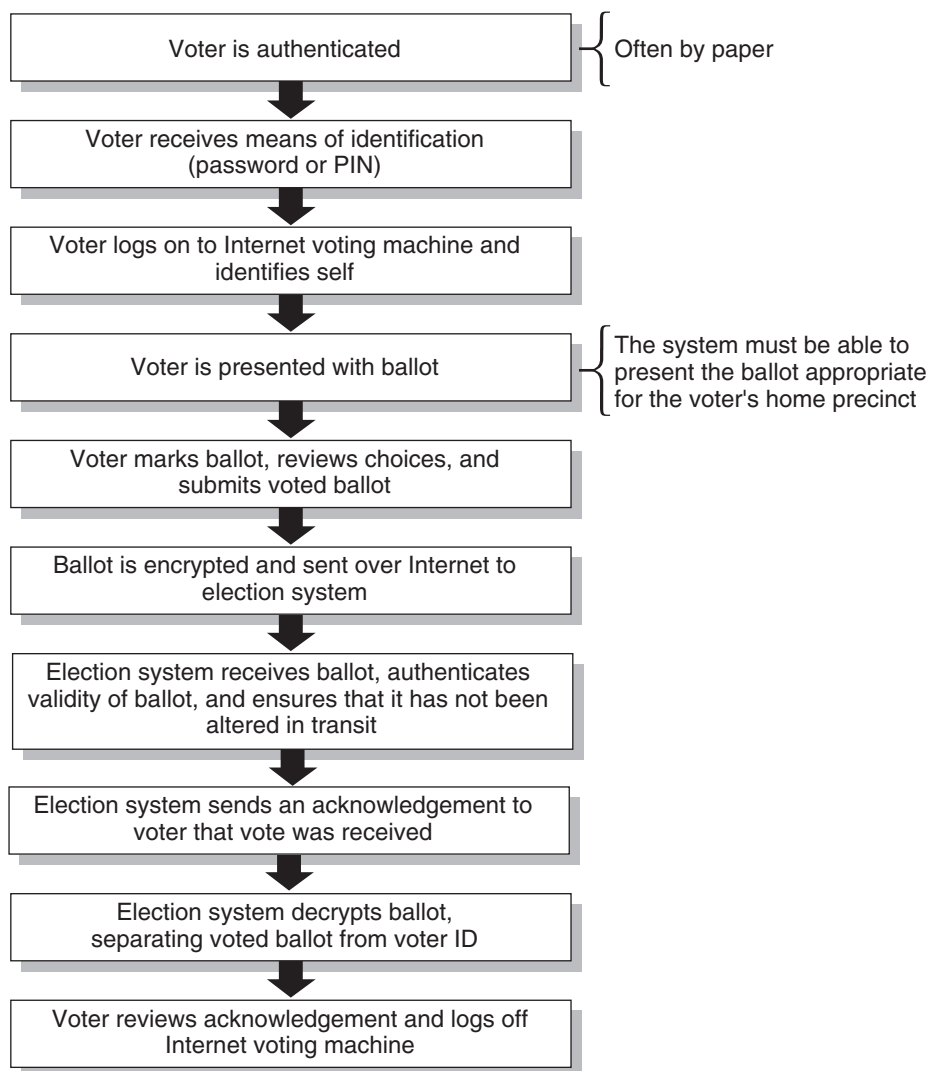 Voter is authenticated
Often by paper
Voter receives means of identification
(password or PIN)
Voter logs on to Internet voting machine and
identifies self
Voter is presented with ballot
The system must be able to
present the ballot appropriate
for the voter's home precinct
Voter marks ballot, reviews choices, and
submits voted ballot
Ballot is encrypted and sent over Internet to
election system
Election system receives ballot, authenticates
validity of ballot, and ensures that it has not been
altered in transit
Election system sends an acknowledgement to
voter that vote was received
Election system decrypts ballot,
separating voted ballot from voter ID
Voter reviews acknowledgement and logs off
Internet voting machine